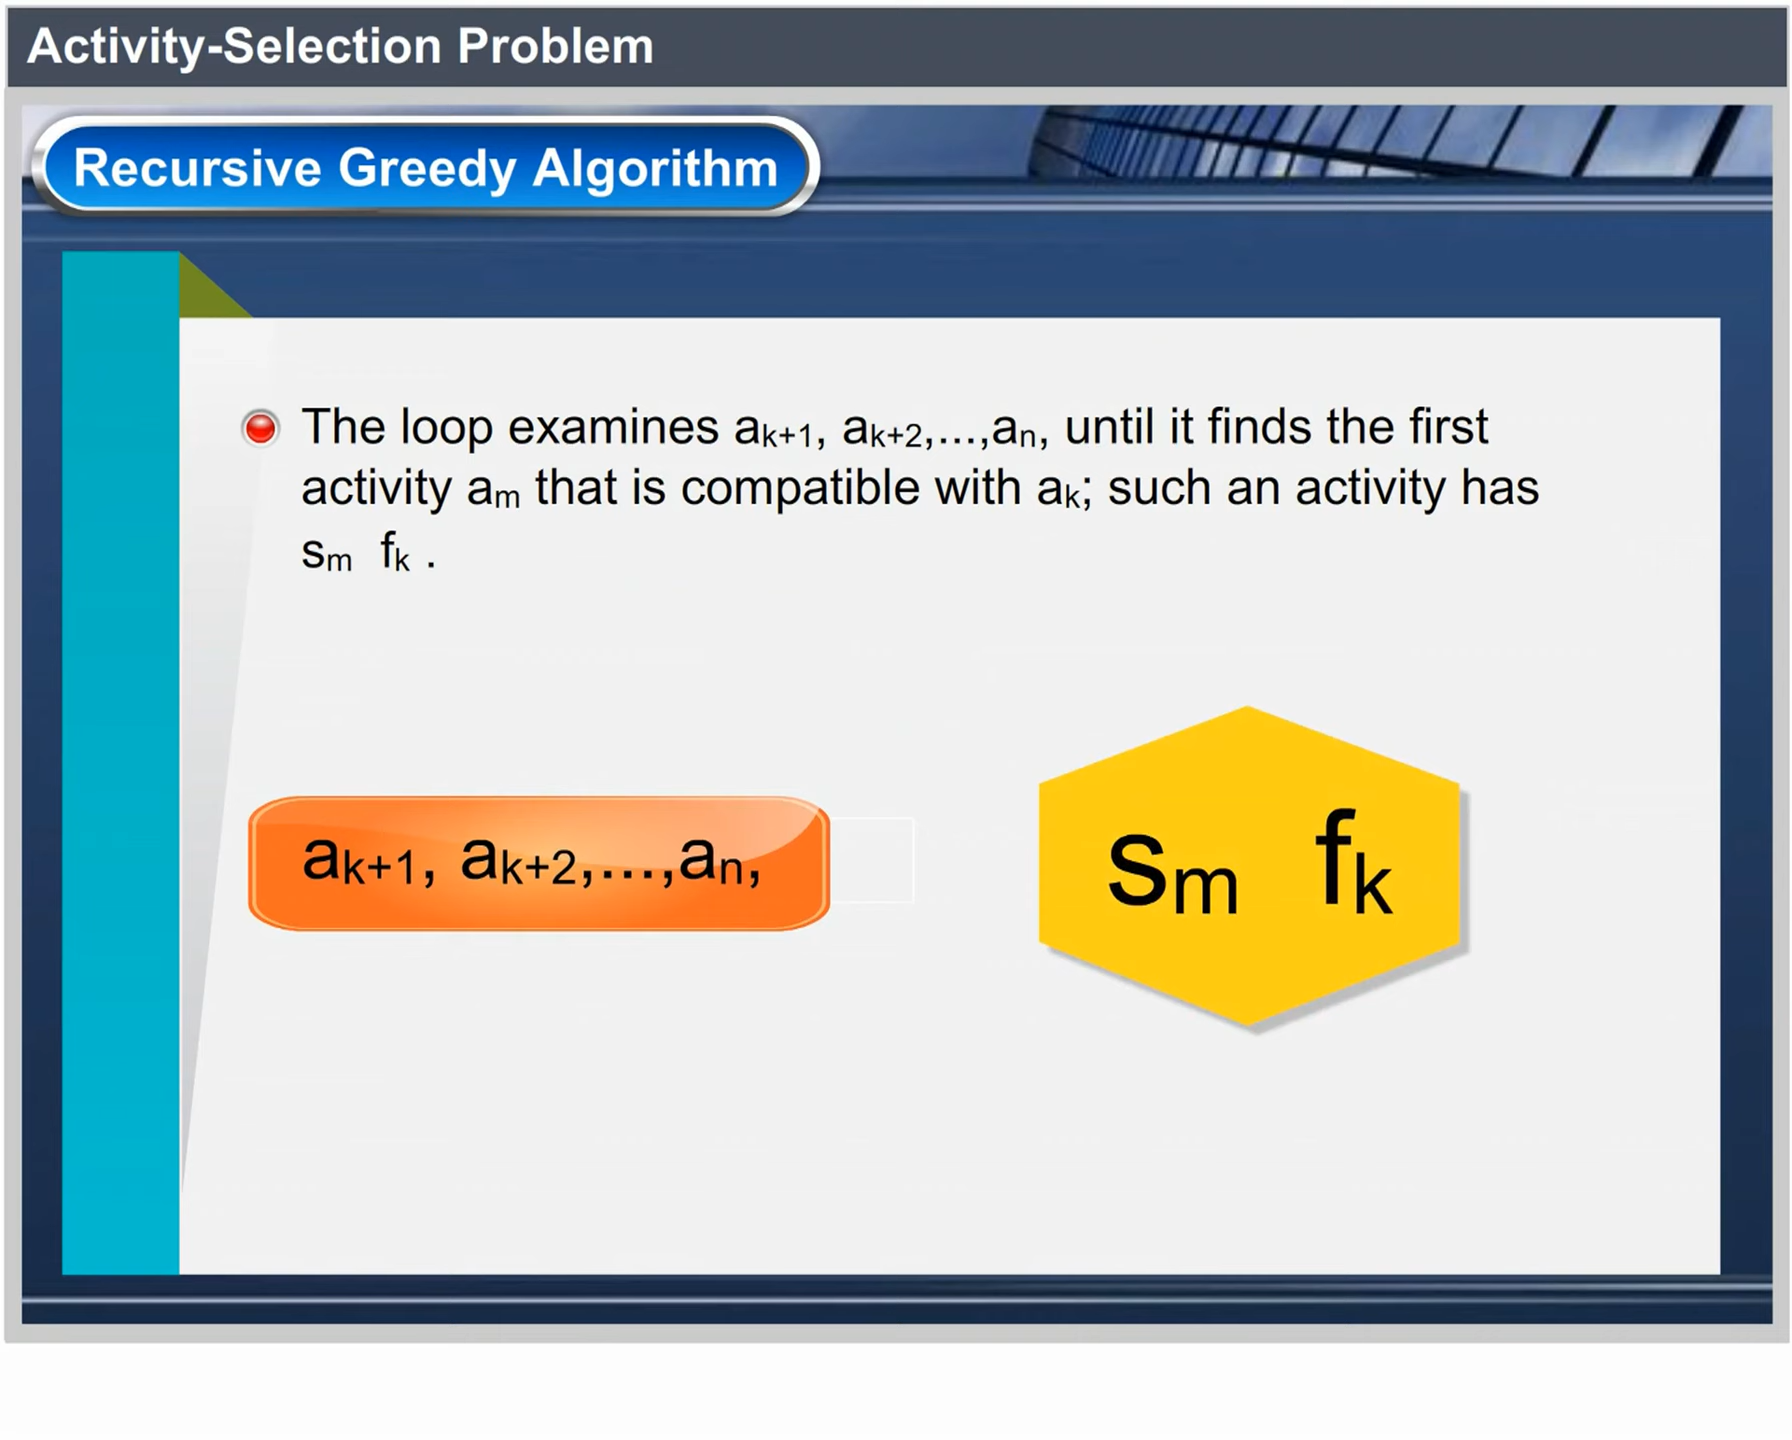 Activity-Selection Problem
Recursive Greedy Algorithm
The loop examines ak+1, ak+2,...,an, until it finds the first
activity am that is compatible with ak; such an activity has
sm fk .
ak+1, ak+2,...,an,
sm fk